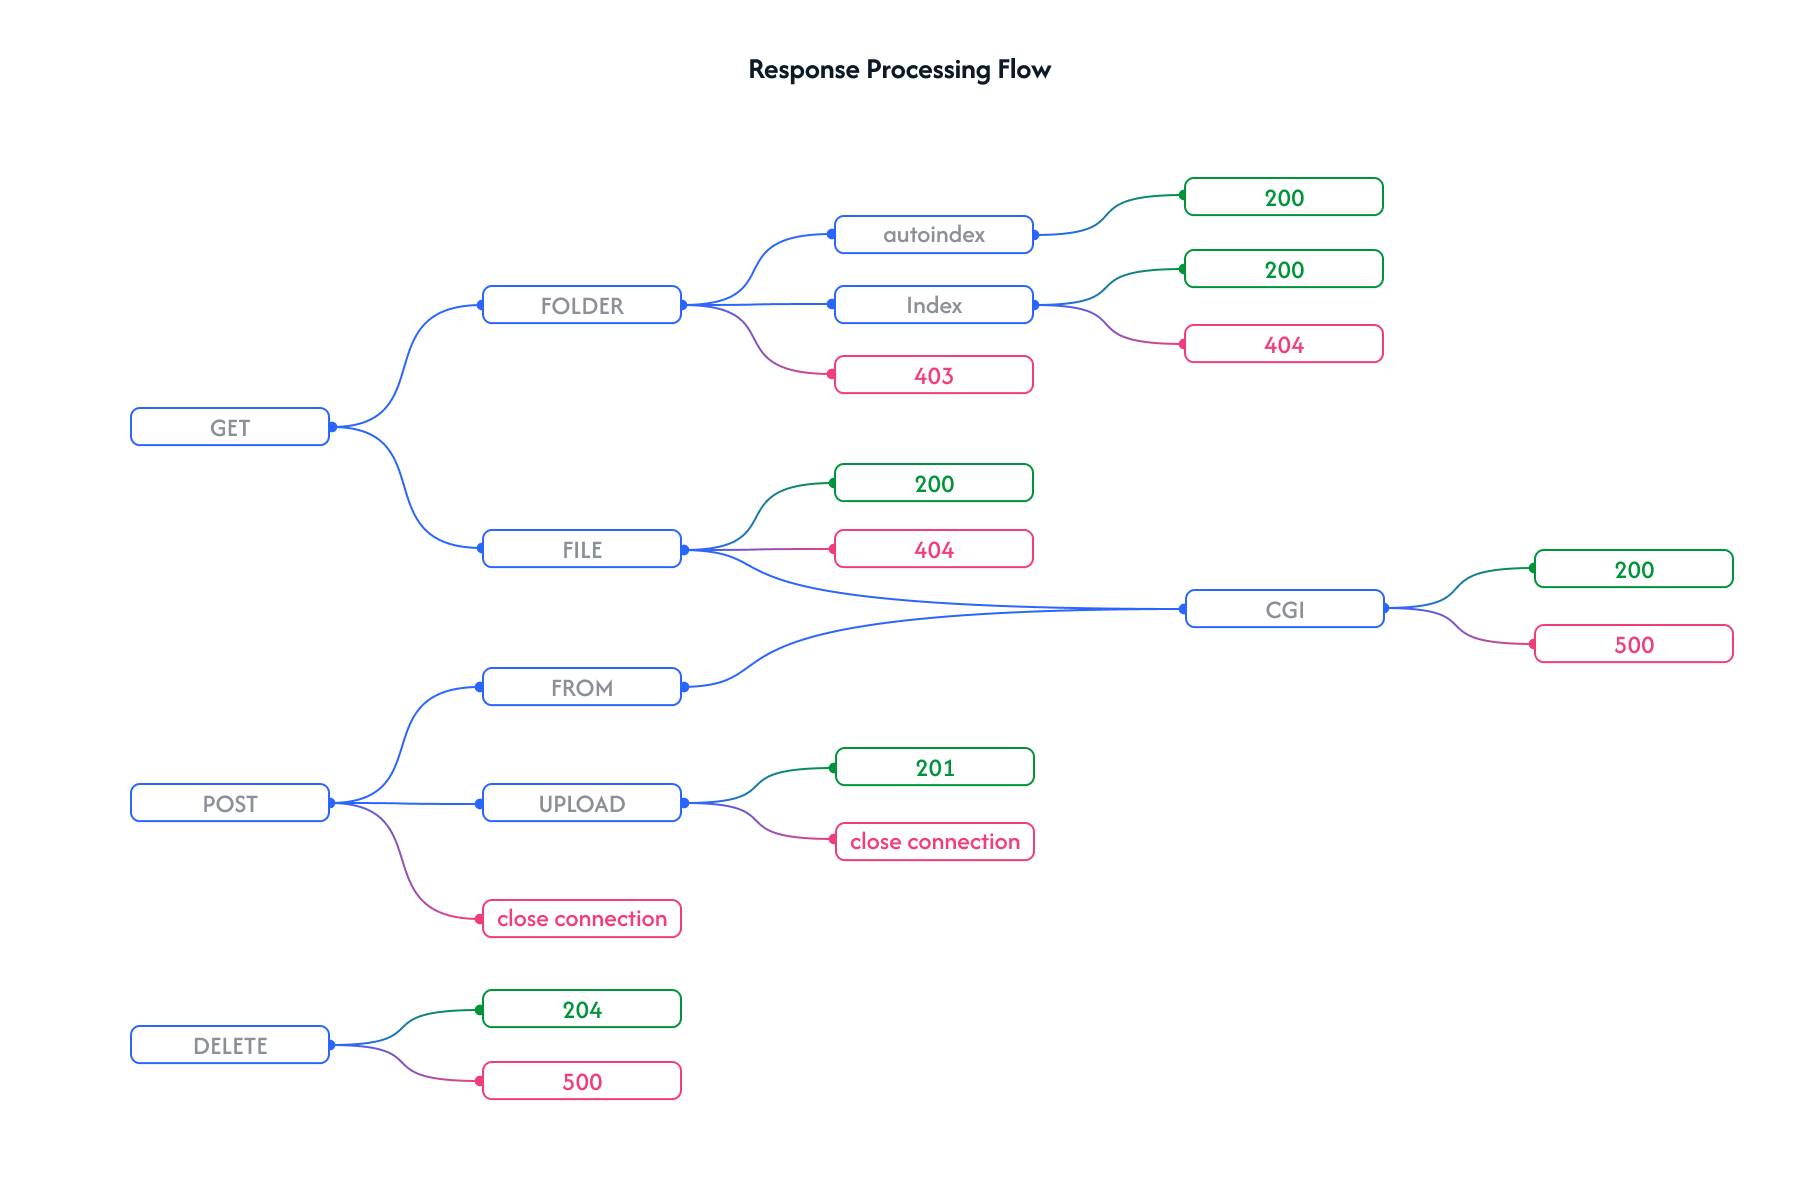 Response Processing Flow
GET
FOLDER
autoindex
200
Index
200
404
403
FILE
200
404
CGI
200
500
POST
FROM
UPLOAD
201
close connection
close connection
DELETE
204
500